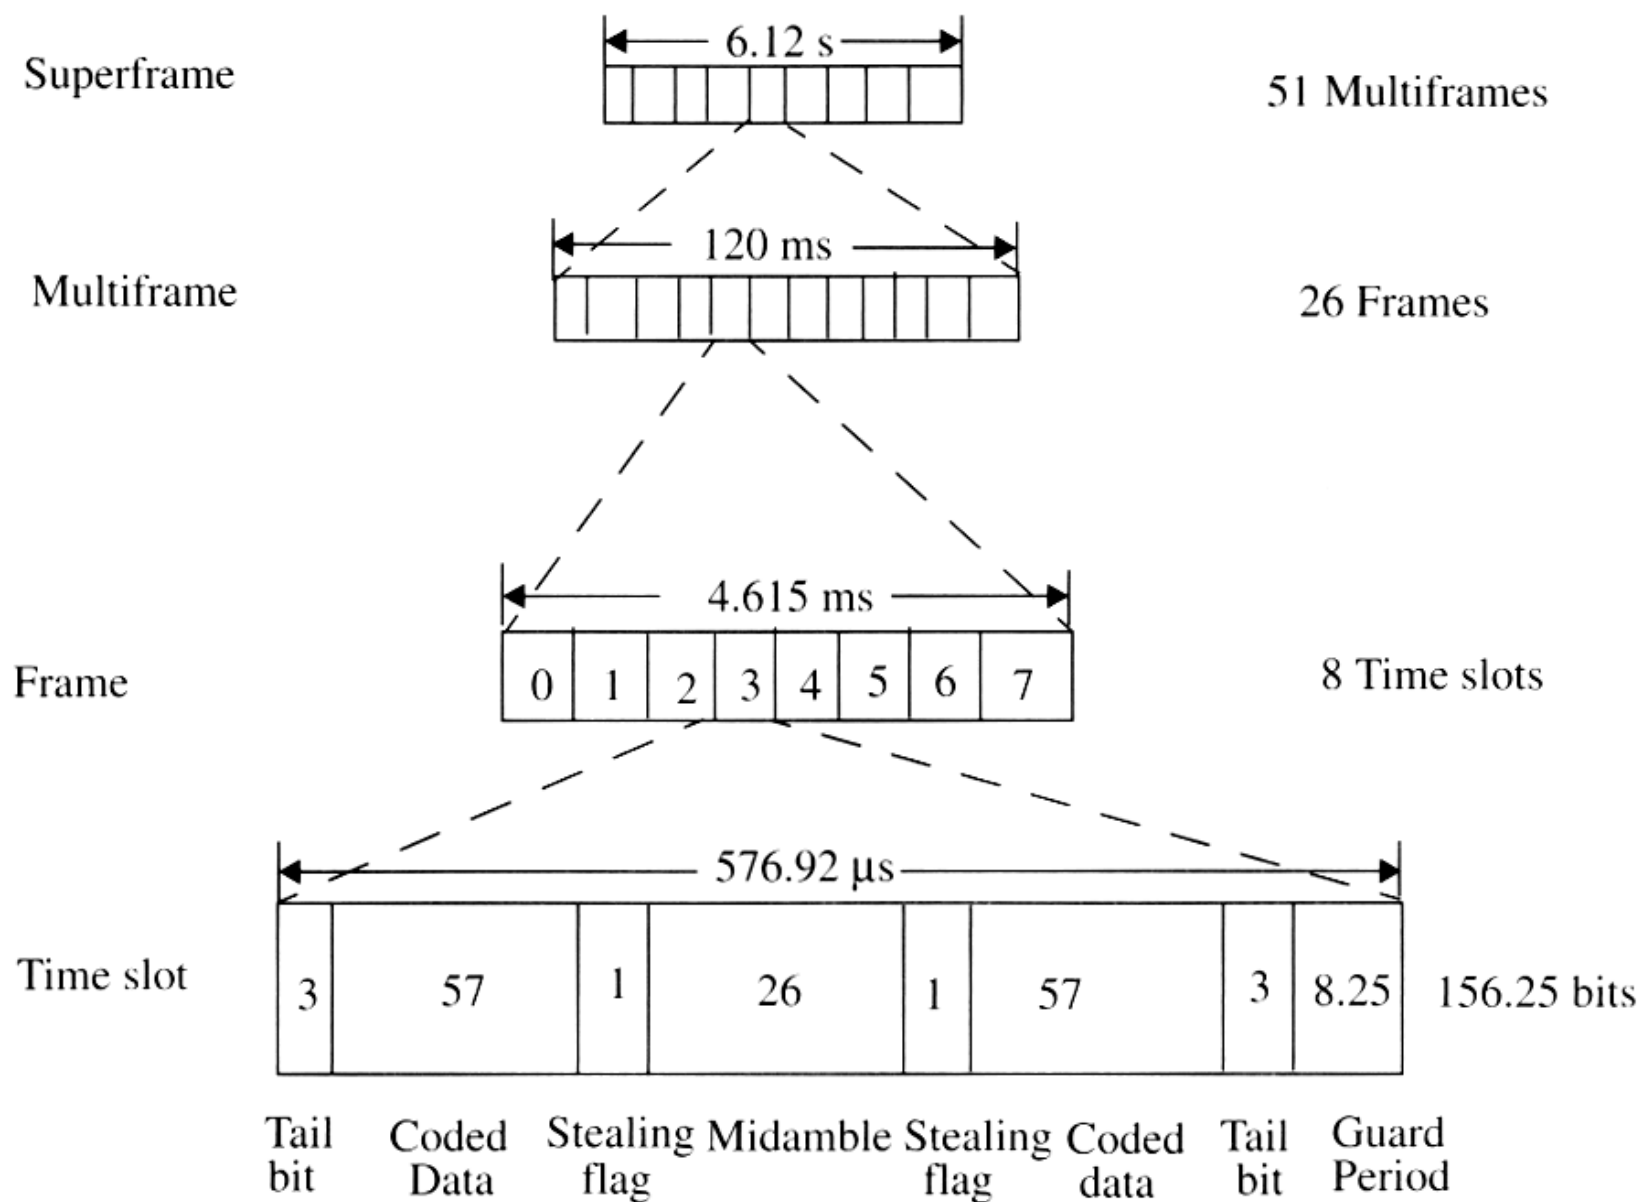 6.12 s
Superframe
51 Multiframes
120 ms
Multiframe
26 Frames
4.615 ms
Frame
0 1 2 3 4 5 6 7
8 Time slots
576.92 μs
Time slot
3 57 1 26 1 57 3 8.25
156.25 bits
Tail bit
Coded Data
Stealing flag
Midamble
Stealing flag
Coded data
Tail bit
Guard Period